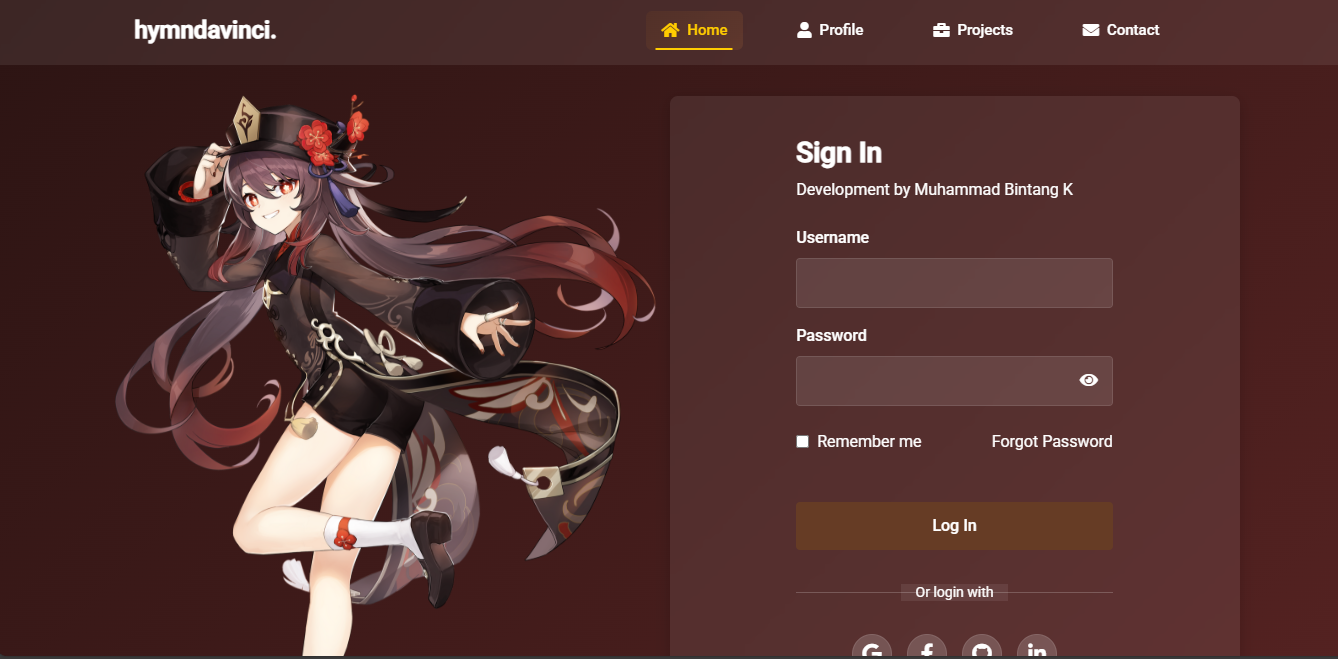 hymndavinci.
Home
Profile
Projects
Contact
Sign In
Development by Muhammad Bintang K
Username
Password
Remember me
Forgot Password
Log In
Or login with